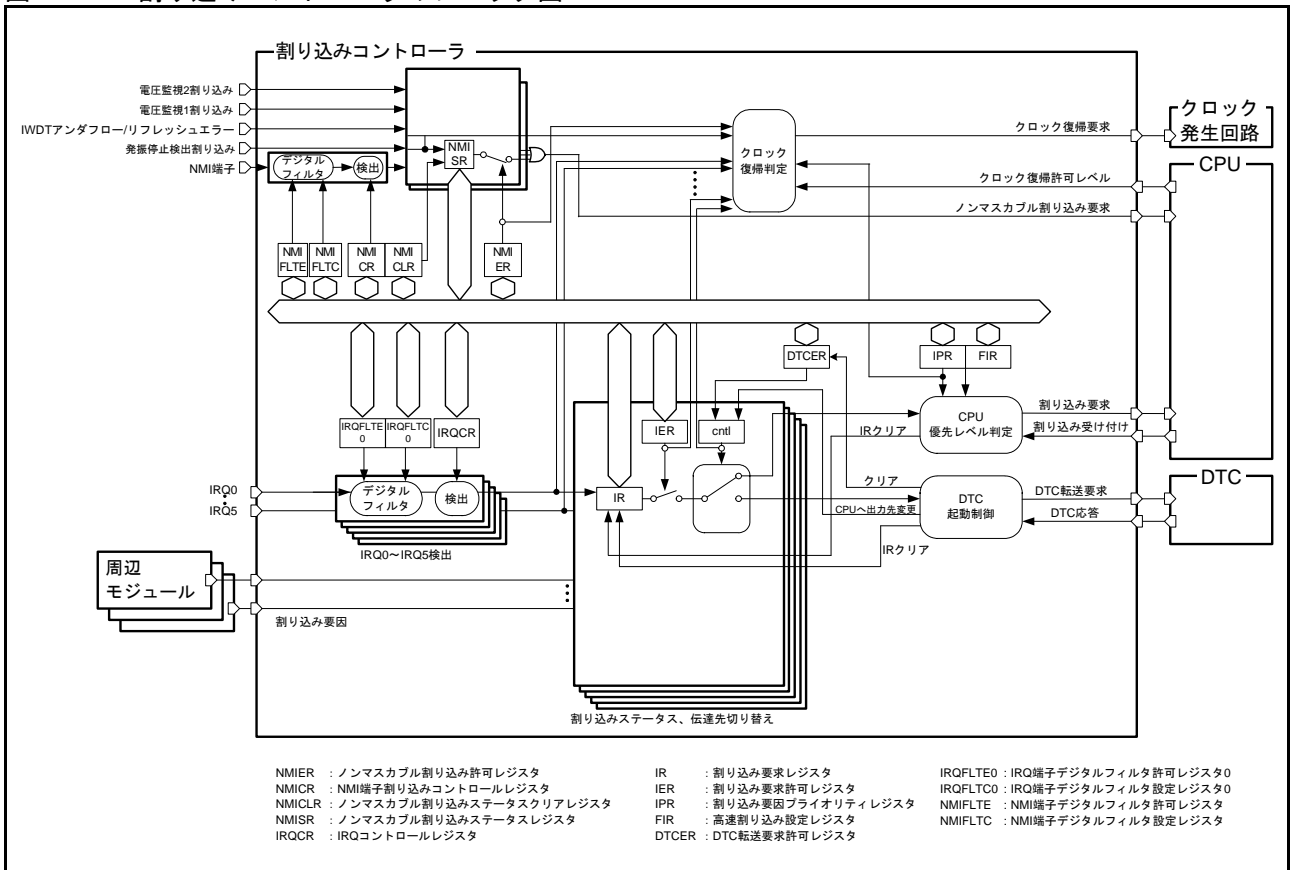 割り込みコントローラ
電圧監視2割り込み
電圧監視1割り込み
IWDTアンダフロー/リフレッシュエラー
発振停止検出割り込み
NMI端子
デジタル
フィルタ
検出
NMI
SR
クロック
復帰判定
クロック復帰要求
クロック復帰許可レベル
ノンマスカブル割り込み要求
クロック
発生回路
CPU
NMI
FLTE
NMI
FLTC
NMI
CR
NMI
CLR
NMI
ER
DTCER
IPR
FIR
IRQFLTE
0
IRQFLTC
0
IRQCR
IER
cntl
CPU
優先レベル判定
割り込み要求
割り込み受け付け
IRクリア
IRQ0
IRQ5
デジタル
フィルタ
検出
IRQ0～IRQ5検出
IR
クリア
CPUへ出力先変更
IRクリア
DTC
起動制御
DTC転送要求
DTC応答
DTC
周辺
モジュール
割り込み要因
割り込みステータス、伝達先切り替え
NMIER :ノンマスカブル割り込み許可レジスタ
NMICR :NMI端子割り込みコントロールレジスタ
NMICLR :ノンマスカブル割り込みステータスクリアレジスタ
NMISR :ノンマスカブル割り込みステータスレジスタ
IRQCR :IRQコントロールレジスタ
IR :割り込み要求レジスタ
IER :割り込み要求許可レジスタ
IPR :割り込み要因プライオリティレジスタ
FIR :高速割り込み設定レジスタ
DTCER :DTC転送要求許可レジスタ
IRQFLTE0 :IRQ端子デジタルフィルタ許可レジスタ0
IRQFLTC0 :IRQ端子デジタルフィルタ設定レジスタ0
NMIFLTE :NMI端子デジタルフィルタ許可レジスタ
NMIFLTC :NMI端子デジタルフィルタ設定レジスタ